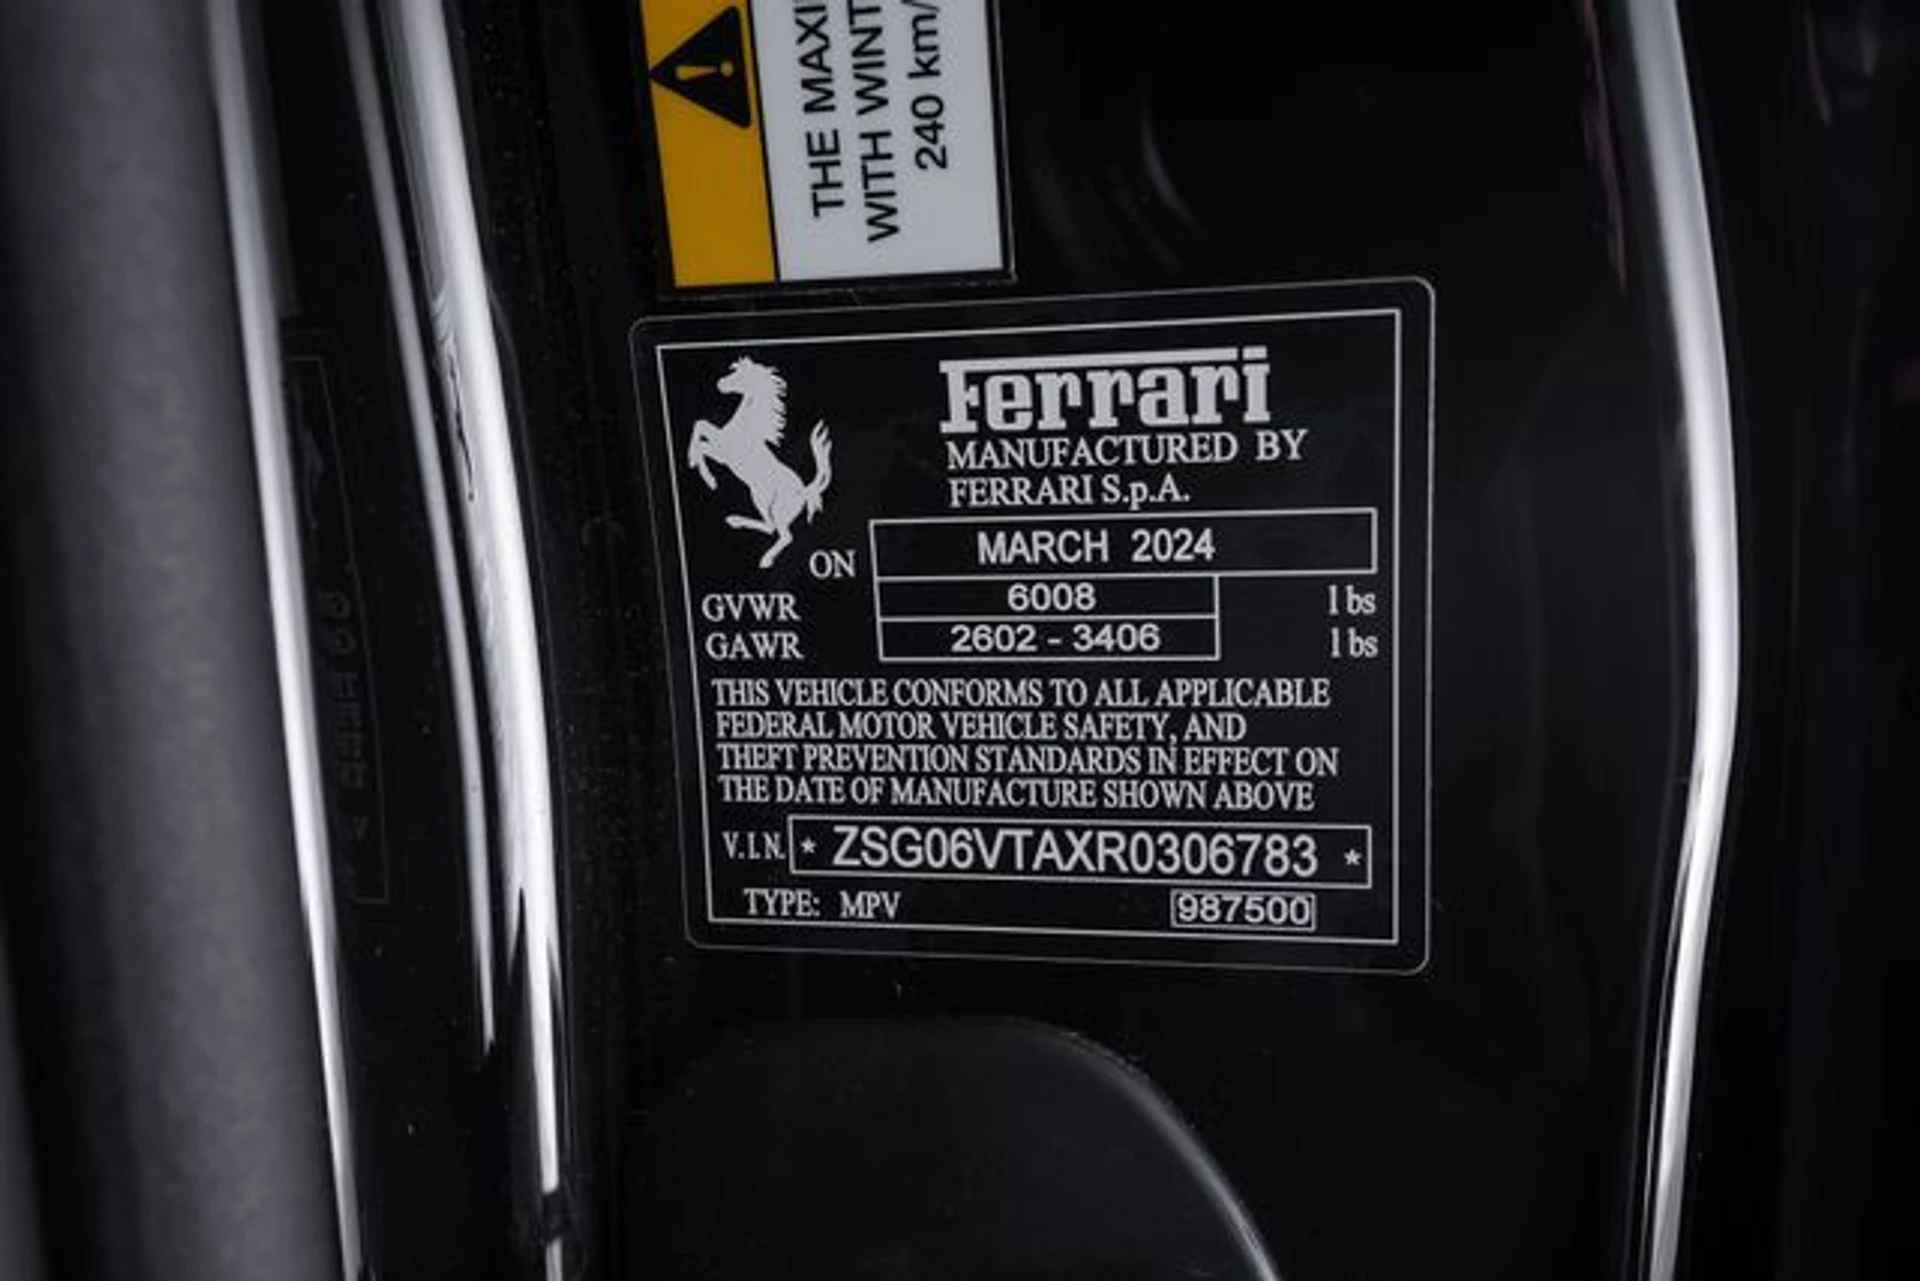 THE MAXI
WITH WINT
240 km/
Ferrari
MANUFACTURED BY
FERRARI S.p.A.
ON MARCH 2024
GVWR 6008 lbs
GAWR 2602 - 3406 lbs
THIS VEHICLE CONFORMS TO ALL APPLICABLE
FEDERAL MOTOR VEHICLE SAFETY, AND
THEFT PREVENTION STANDARDS IN EFFECT ON
THE DATE OF MANUFACTURE SHOWN ABOVE
V.I.N. * ZSG06VTAXR0306783 *
TYPE: MPV 987500